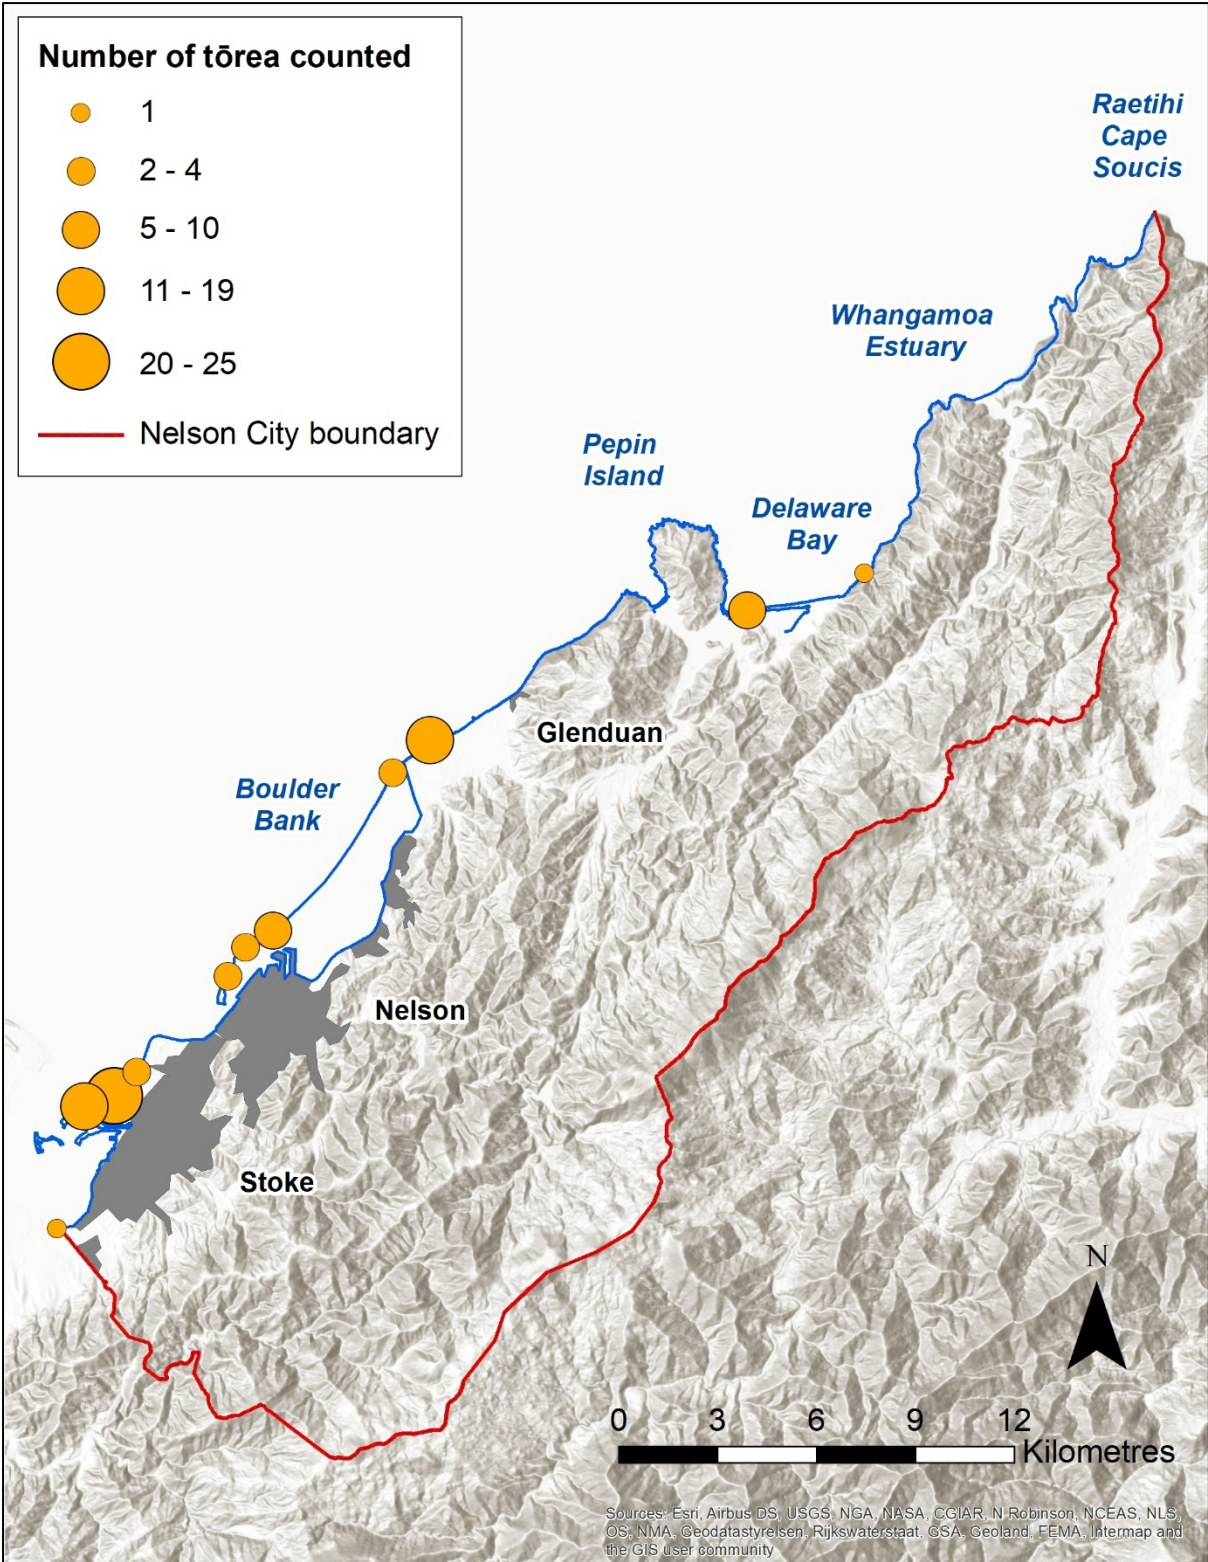 Number of tōrea counted
1
2 - 4
5 - 10
11 - 19
20 - 25
Nelson City boundary
Raetihi
Cape
Soucis
Whangamoa
Estuary
Pepin
Island
Delaware
Bay
Glenduan
Boulder
Bank
Nelson
Stoke
N
0 3 6 9 12
Kilometres
Sources: Esri, Airbus DS, USGS, NGA, NASA, CGIAR, N Robinson, NCEAS, NLS,
OS, NMA, Geodatastyrelsen, Rijkswaterstaat, GSA, Geoland, FEMA, Intermap and
the GIS user community